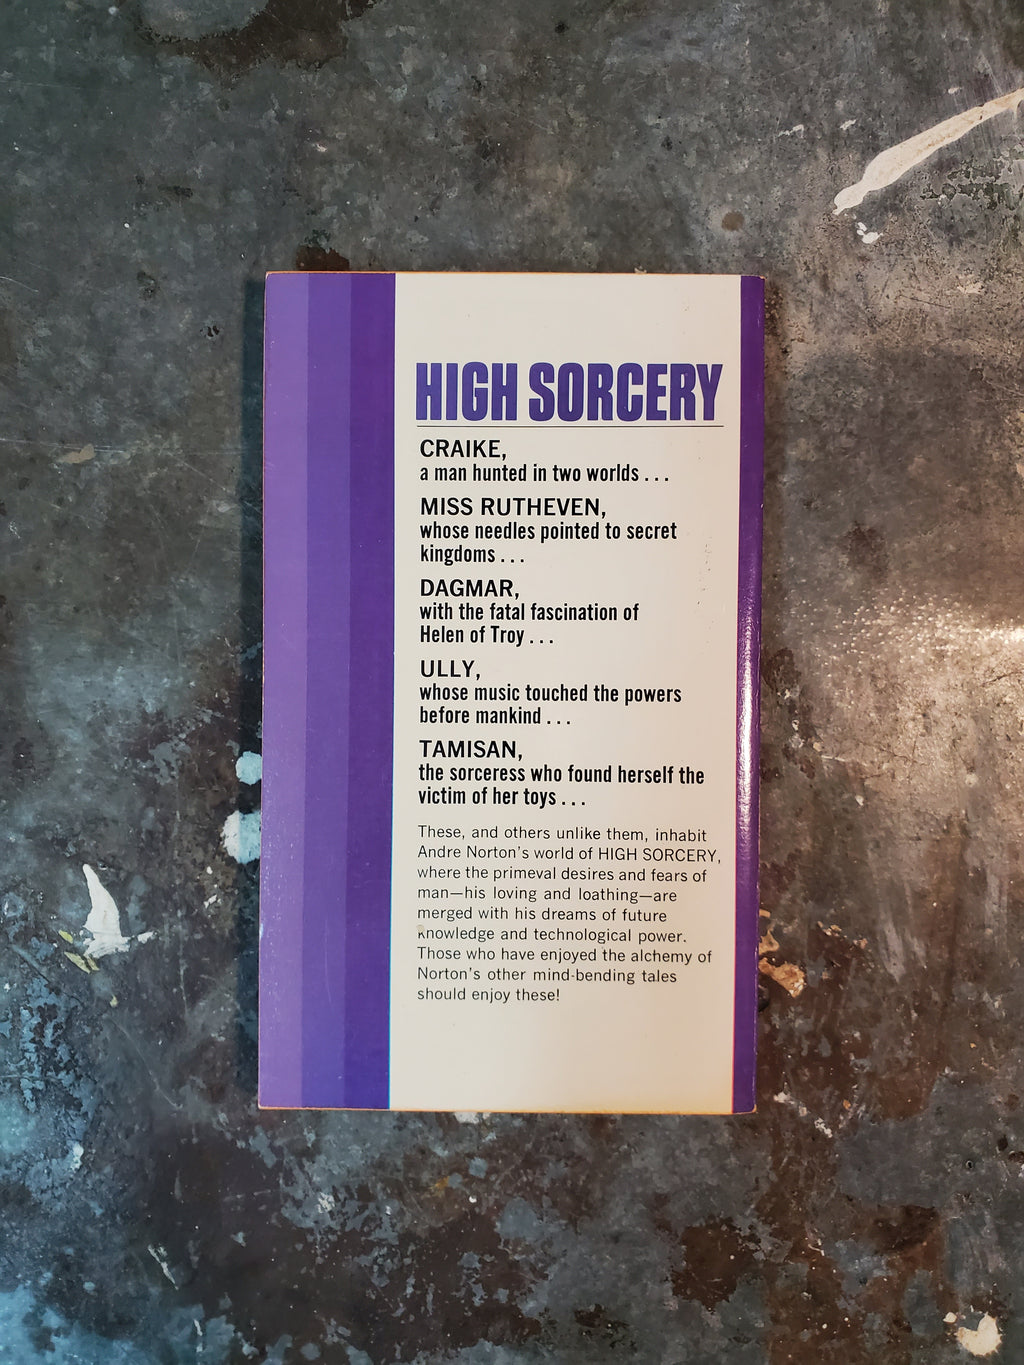 HIGH SORCERY
CRAIKE,
a man hunted in two worlds . . .
MISS RUTHEVEN,
whose needles pointed to secret
kingdoms . . .
DAGMAR,
with the fatal fascination of
Helen of Troy . . .
ULLY,
whose music touched the powers
before mankind . . .
TAMISAN,
the sorceress who found herself the
victim of her toys . . .
These, and others unlike them, inhabit
Andre Norton's world of HIGH SORCERY,
where the primeval desires and fears of
man—his loving and loathing—are
merged with his dreams of future
knowledge and technological power.
Those who have enjoyed the alchemy of
Norton's other mind-bending tales
should enjoy these!